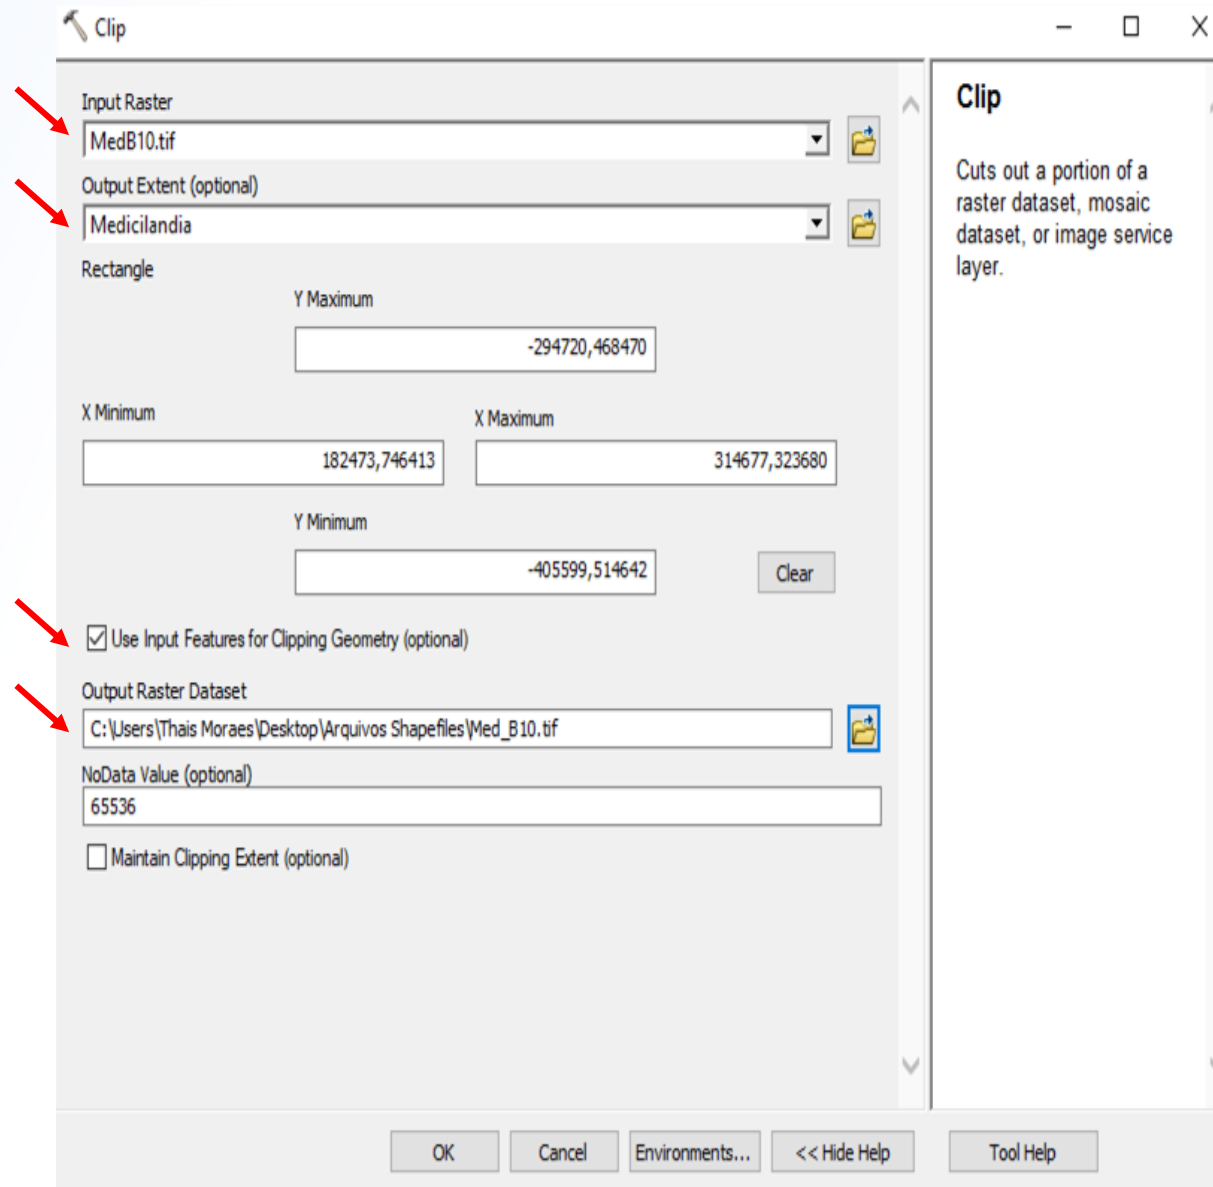 Clip
Input Raster
MedB10.tif
Output Extent (optional)
Medicilandia
Rectangle
Y Maximum
-294720,468470
X Minimum
X Maximum
182473,746413
314677,323680
Y Minimum
-405599,514642
Clear
Use Input Features for Clipping Geometry (optional)
Output Raster Dataset
C:\Users\Thais Moraes\Desktop\Arquivos Shapefiles\Med_B10.tif
NoData Value (optional)
65536
Maintain Clipping Extent (optional)
OK
Cancel
Environments...
<< Hide Help
Clip
Cuts out a portion of a
raster dataset, mosaic
dataset, or image service
layer.
Tool Help